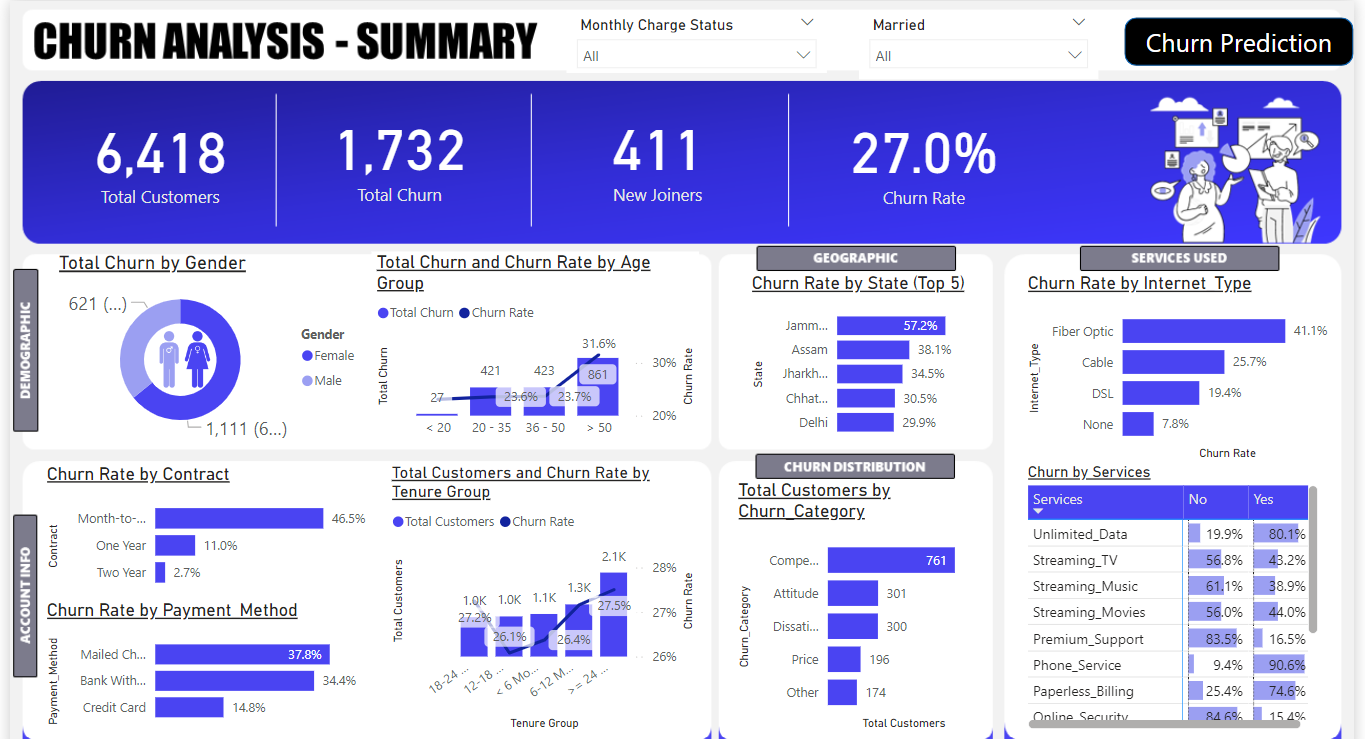 CHURN ANALYSIS - SUMMARY
Monthly Charge Status
All
Married
All
Churn Prediction
6,418
Total Customers
1,732
Total Churn
411
New Joiners
27.0%
Churn Rate
DEMOGRAPHIC
Total Churn by Gender
621 (...)
1,111 (6...)
Gender
Female
Male
Total Churn and Churn Rate by Age
Group
Total Churn Churn Rate
Total Churn
27
421
423
861
23.6%
23.7%
31.6%
30%
20%
Churn Rate
< 20
20 - 35
36 - 50
> 50
GEOGRAPHIC
Churn Rate by State (Top 5)
State
Jamm... 57.2%
Assam 38.1%
Jharkh... 34.5%
Chhat... 30.5%
Delhi 29.9%
SERVICES USED
Churn Rate by Internet_Type
Internet_Type
Fiber Optic 41.1%
Cable 25.7%
DSL 19.4%
None 7.8%
Churn Rate
ACCOUNT INFO
Churn Rate by Contract
Contract
Month-to-... 46.5%
One Year 11.0%
Two Year 2.7%
Churn Rate by Payment_Method
Payment_Method
Mailed Ch... 37.8%
Bank With... 34.4%
Credit Card 14.8%
Total Customers and Churn Rate by
Tenure Group
Total Customers Churn Rate
Total Customers
1.0K
1.0K
1.1K
1.3K
2.1K
27.2%
26.1%
26.4%
27.5%
28%
27%
26%
Churn Rate
18-24 ...
12-18 ...
< 6 Mo...
6-12 M...
>= 24 ...
Tenure Group
CHURN DISTRIBUTION
Total Customers by
Churn_Category
Churn_Category
Compe... 761
Attitude 301
Dissati... 300
Price 196
Other 174
Total Customers
Churn by Services
Services No Yes
Unlimited_Data 19.9% 80.1%
Streaming_TV 56.8% 43.2%
Streaming_Music 61.1% 38.9%
Streaming_Movies 56.0% 44.0%
Premium_Support 83.5% 16.5%
Phone_Service 9.4% 90.6%
Paperless_Billing 25.4% 74.6%
Online_Security 84.6% 15.4%